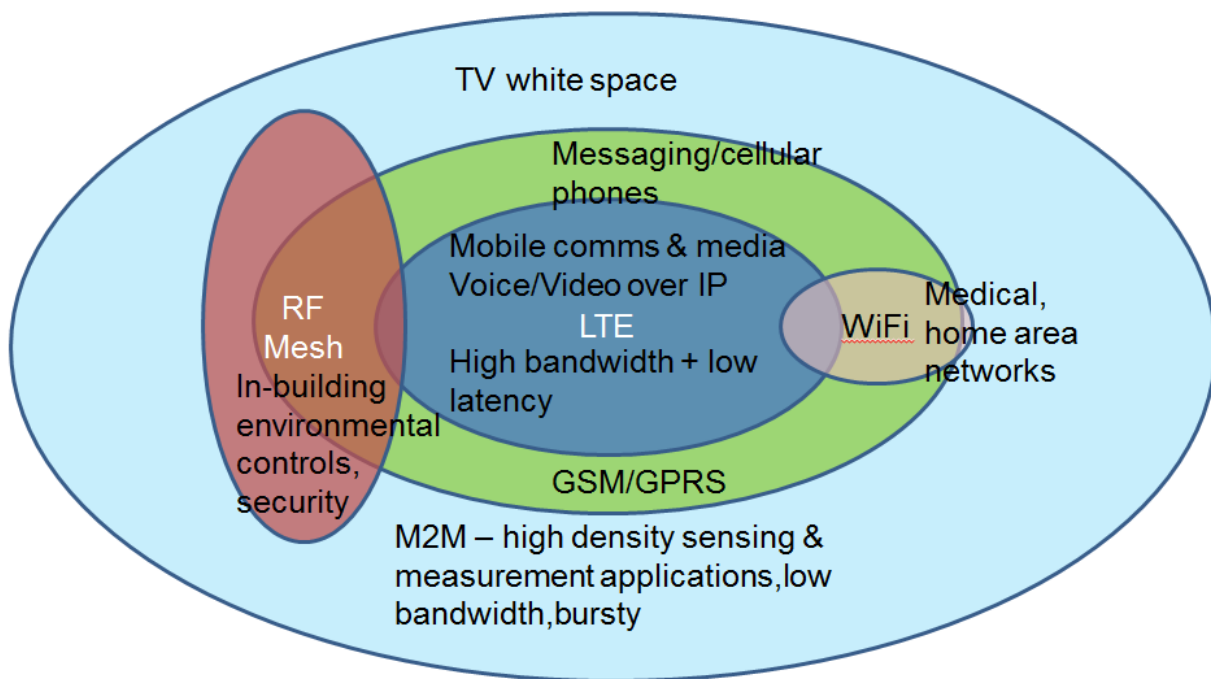 TV white space
Messaging/cellular
phones
Mobile comms & media
Voice/Video over IP
LTE
High bandwidth + low
latency
RF
Mesh
In-building
environmental
controls,
security
WiFi
Medical,
home area
networks
GSM/GPRS
M2M – high density sensing &
measurement applications,low
bandwidth,bursty